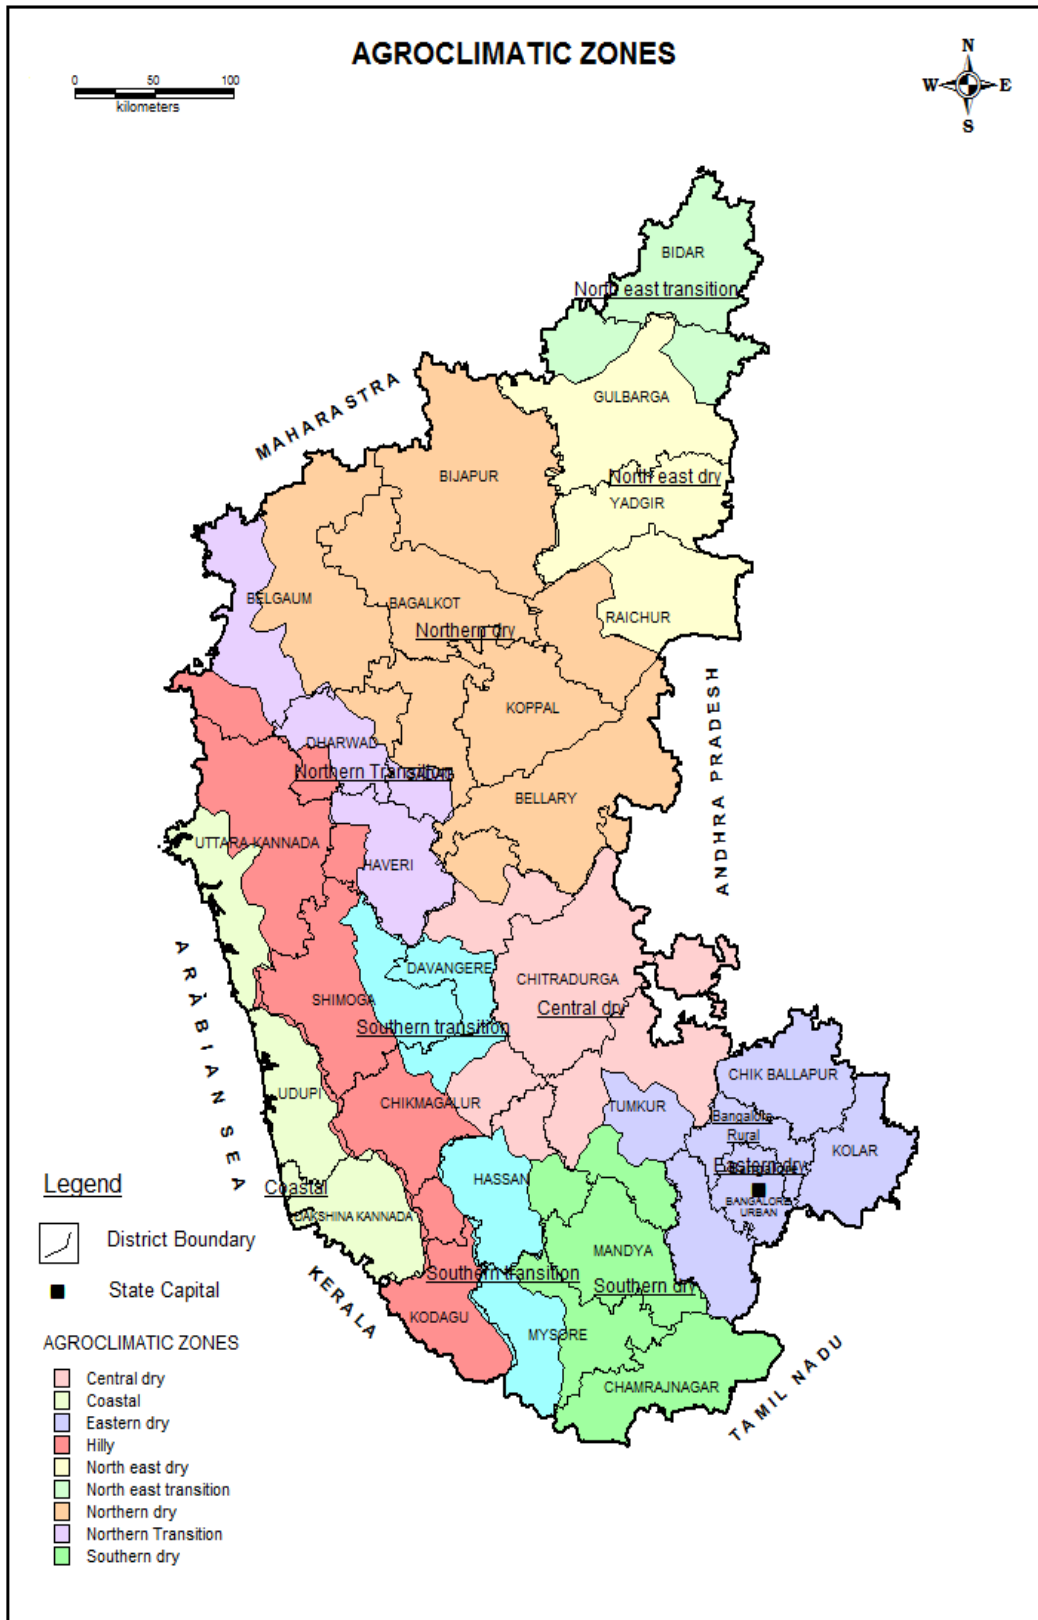 AGROCLIMATIC ZONES
0 50 100
kilometers
N
W E
S
BIDAR
North east transition
MAHARASTRA
GULBARGA
BIJAPUR
North east dry
YADGIR
BELGAUM
BAGALKOT
RAICHUR
Northern dry
ANDHRA PRADESH
KOPPAL
DHARWAD
Northern Transition
BELLARY
UTTARA KANNADA
HAVERI
ARABIAN SEA
DAVANGERE
CHITRADURGA
SHIMOGA
Central dry
Southern transition
CHIK BALLAPUR
UDUPI
CHIKMAGALUR
TUMKUR
Bangalore
Rural
KOLAR
Eastern dry
Bangalore
HASSAN
Coastal
BANGALORE
URBAN
DAKSHINA KANNADA
MANDYA
Southern transition
Southern dry
KERALA
KODAGU
MYSORE
CHAMRAJNAGAR
TAMIL NADU
Legend
District Boundary
State Capital
AGROCLIMATIC ZONES
Central dry
Coastal
Eastern dry
Hilly
North east dry
North east transition
Northern dry
Northern Transition
Southern dry